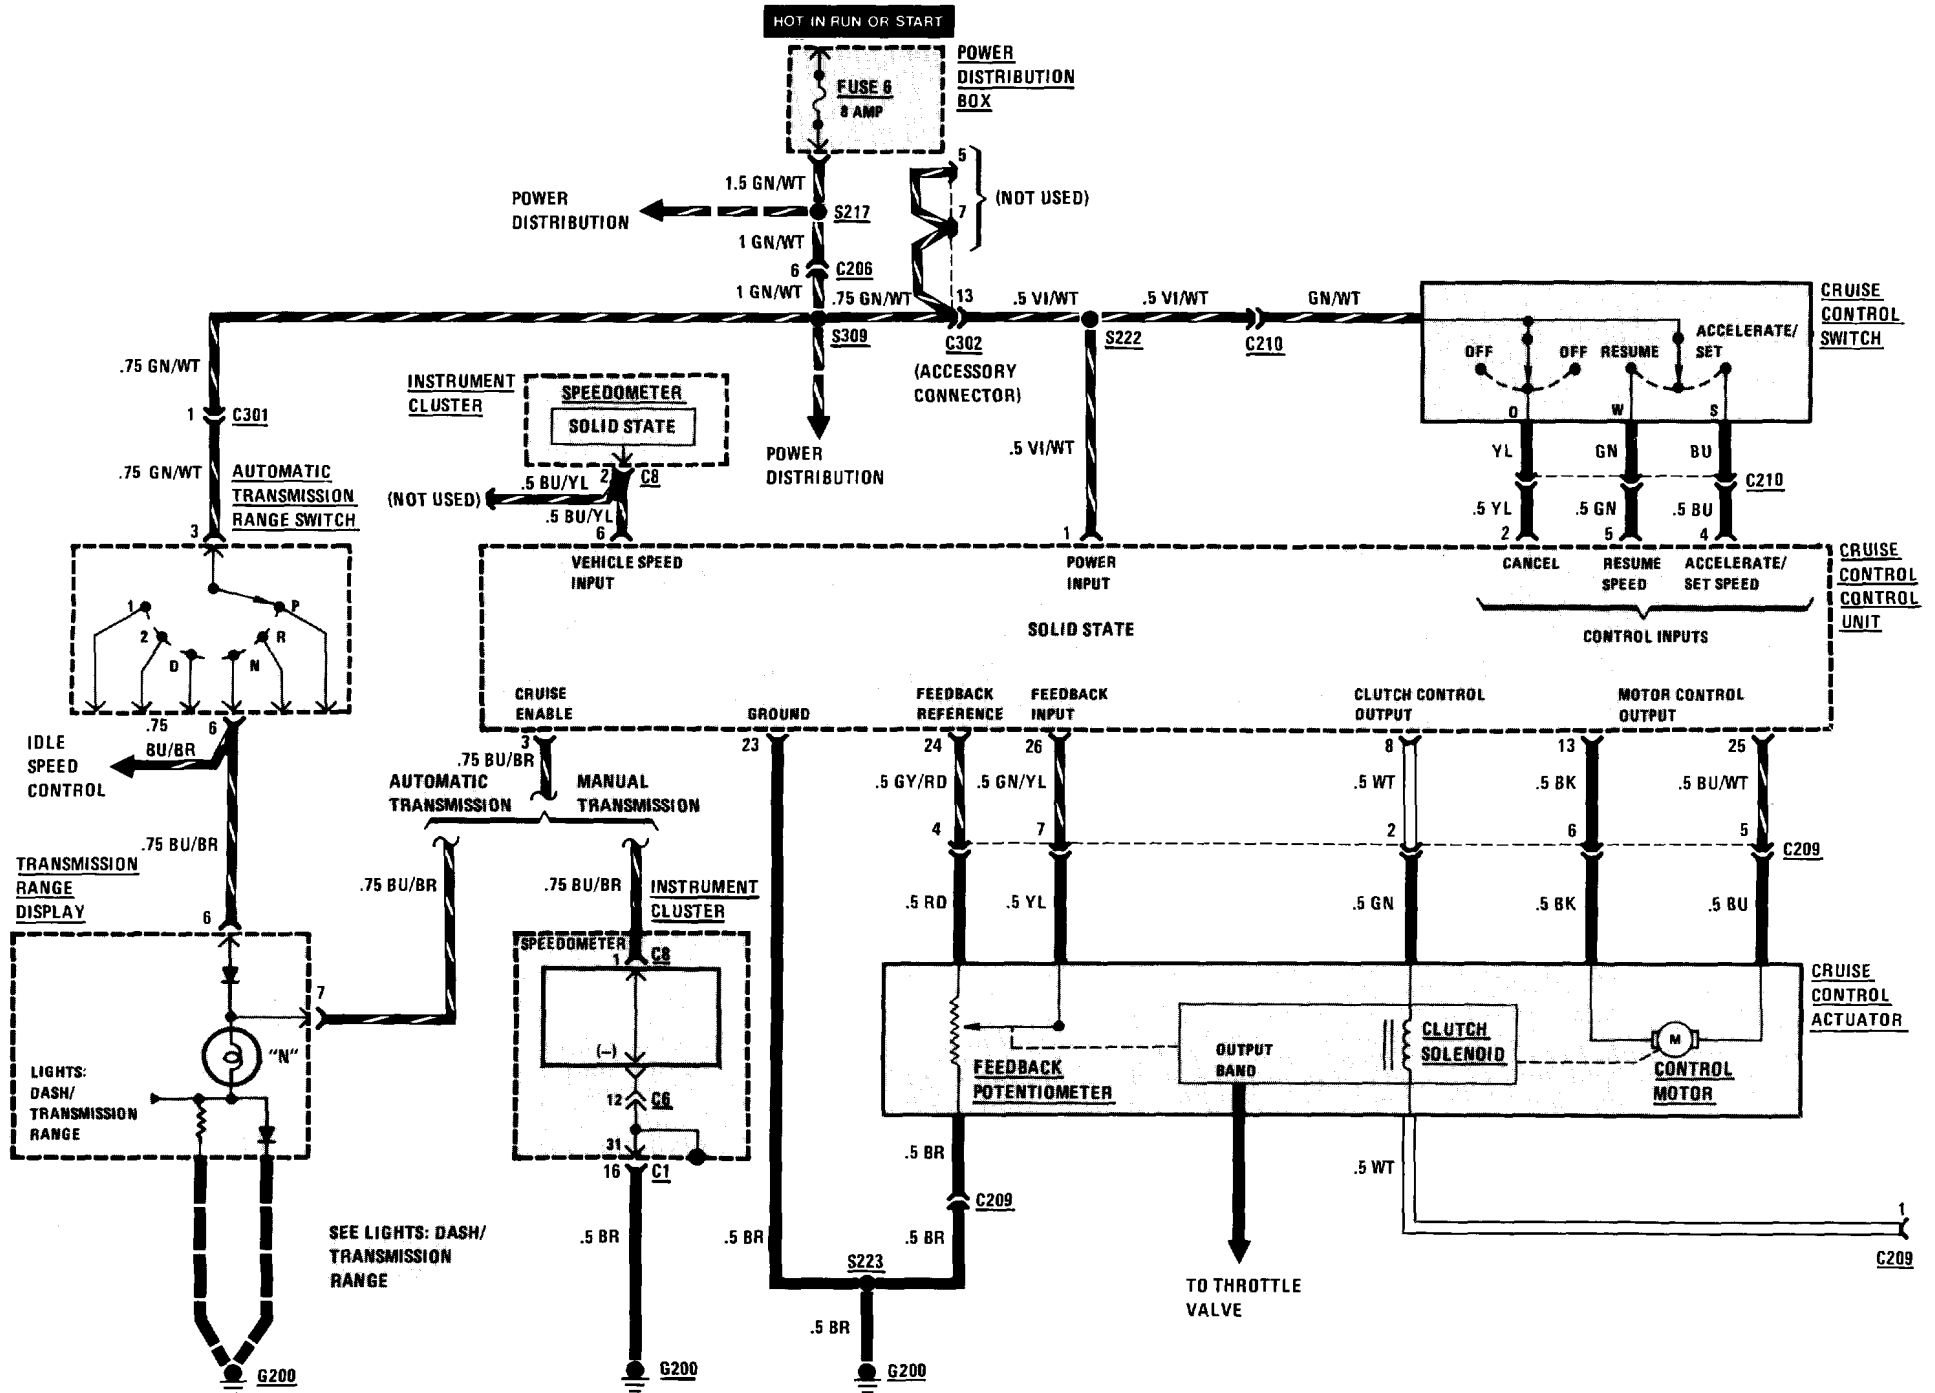 HOT IN RUN OR START
POWER
DISTRIBUTION
BOX
FUSE 6
8 AMP
1.5 GN/WT
POWER
DISTRIBUTION
S217
1 GN/WT
6
C206
1 GN/WT
5
7
(NOT USED)
.75 GN/WT
13
.5 VI/WT
.5 VI/WT
GN/WT
S309
C302
(ACCESSORY
CONNECTOR)
S222
C210
CRUISE
CONTROL
SWITCH
OFF
OFF
RESUME
ACCELERATE/
SET
O
W
S
YL
GN
BU
C210
.5 YL
.5 GN
.5 BU
2
5
4
.75 GN/WT
1
C301
.75 GN/WT
AUTOMATIC
TRANSMISSION
RANGE SWITCH
3
INSTRUMENT
CLUSTER
SPEEDOMETER
SOLID STATE
2
C8
.5 BU/YL
(NOT USED)
.5 BU/YL
6
POWER
DISTRIBUTION
.5 VI/WT
1
VEHICLE SPEED
INPUT
POWER
INPUT
CANCEL
RESUME
SPEED
ACCELERATE/
SET SPEED
CONTROL INPUTS
CRUISE
CONTROL
CONTROL
UNIT
SOLID STATE
1
2
D
N
R
P
CRUISE
ENABLE
GROUND
FEEDBACK
REFERENCE
FEEDBACK
INPUT
CLUTCH CONTROL
OUTPUT
MOTOR CONTROL
OUTPUT
.75
BU/BR
6
IDLE
SPEED
CONTROL
3
.75 BU/BR
23
24
26
8
13
25
AUTOMATIC
TRANSMISSION
MANUAL
TRANSMISSION
.5 GY/RD
.5 GN/YL
.5 WT
.5 BK
.5 BU/WT
4
7
2
6
5
C209
.75 BU/BR
TRANSMISSION
RANGE
DISPLAY
6
.75 BU/BR
.75 BU/BR
INSTRUMENT
CLUSTER
.5 RD
.5 YL
.5 GN
.5 BK
.5 BU
SPEEDOMETER
1
C8
7
"N"
LIGHTS:
DASH/
TRANSMISSION
RANGE
(–)
12
C6
31
16
C1
CRUISE
CONTROL
ACTUATOR
FEEDBACK
POTENTIOMETER
OUTPUT
BAND
CLUTCH
SOLENOID
M
CONTROL
MOTOR
.5 BR
C209
.5 BR
.5 WT
1
C209
SEE LIGHTS: DASH/
TRANSMISSION
RANGE
.5 BR
.5 BR
S223
.5 BR
TO THROTTLE
VALVE
G200
G200
G200